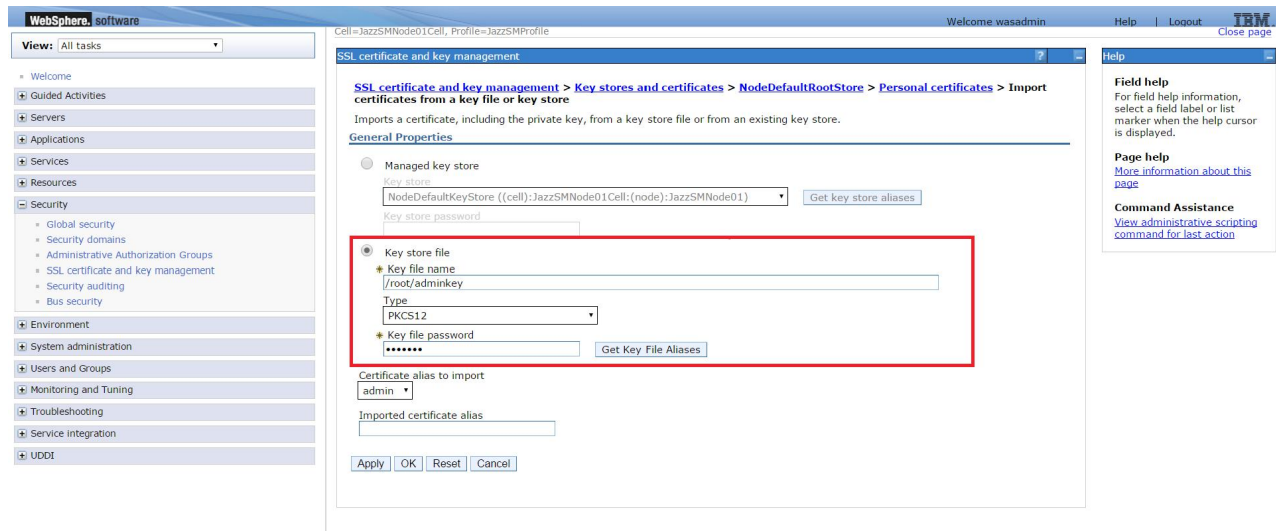 WebSphere. software
Welcome wasadmin
Help | Logout
IBM.
Cell=JazzSMNode01Cell, Profile=JazzSMProfile
Close page
View: All tasks
Welcome
Guided Activities
Servers
Applications
Services
Resources
Security
Global security
Security domains
Administrative Authorization Groups
SSL certificate and key management
Security auditing
Bus security
Environment
System administration
Users and Groups
Monitoring and Tuning
Troubleshooting
Service integration
UDDI
SSL certificate and key management
?
SSL certificate and key management > Key stores and certificates > NodeDefaultRootStore > Personal certificates > Import
certificates from a key file or key store
Imports a certificate, including the private key, from a key store file or from an existing key store.
General Properties
Managed key store
Key store
NodeDefaultKeyStore ((cell):JazzSMNode01Cell:(node):JazzSMNode01)
Get key store aliases
Key store password
Key store file
Key file name
/root/adminkey
Type
PKCS12
Key file password
•••••••
Get Key File Aliases
Certificate alias to import
admin
Imported certificate alias
Apply OK Reset Cancel
Help
Field help
For field help information,
select a field label or list
marker when the help cursor
is displayed.
Page help
More information about this
page
Command Assistance
View administrative scripting
command for last action